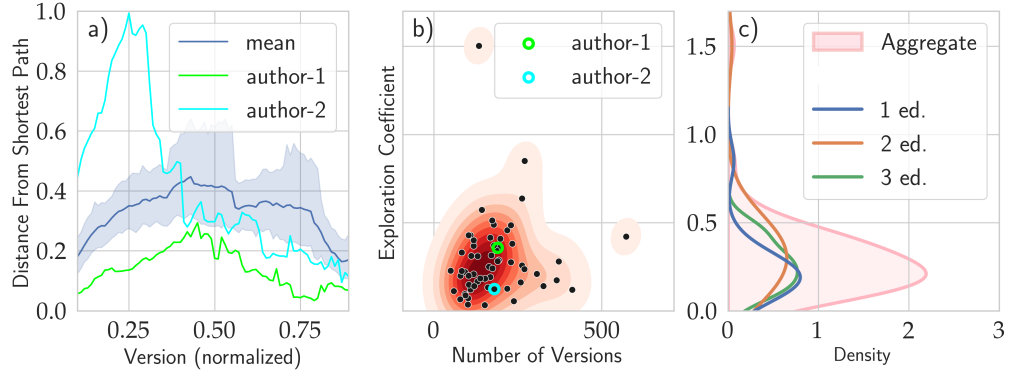 a)
mean
author-1
author-2
1.0
0.8
0.6
0.4
0.2
0.0
Distance From Shortest Path
0.25
0.50
0.75
Version (normalized)
b)
author-1
author-2
Exploration Coefficient
0
500
Number of Versions
c)
Aggregate
1 ed.
2 ed.
3 ed.
1.5
1.0
0.5
0.0
0
1
2
3
Density